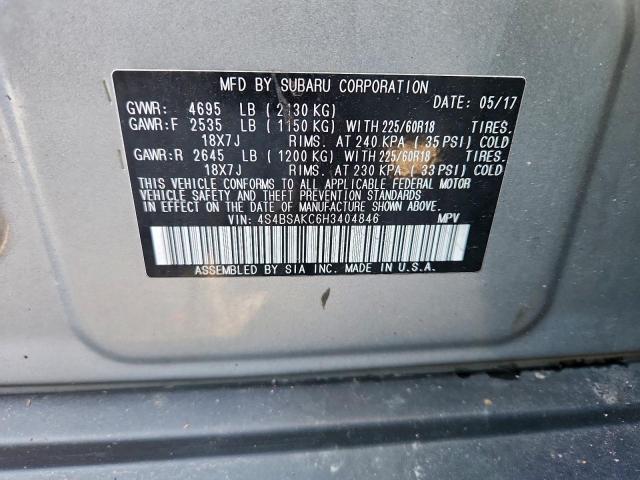 MFD BY SUBARU CORPORATION
GVWR: 4695 LB (2130 KG) DATE: 05/17
GAWR:F 2535 LB (1150 KG) WITH 225/60R18 TIRES.
18X7J RIMS. AT 240 KPA (35 PSI) COLD
GAWR:R 2645 LB (1200 KG) WITH 225/60R18 TIRES.
18X7J RIMS. AT 230 KPA (33 PSI) COLD
THIS VEHICLE CONFORMS TO ALL APPLICABLE FEDERAL MOTOR
VEHICLE SAFETY AND THEFT PREVENTION STANDARDS
IN EFFECT ON THE DATE OF MANUFACTURE SHOWN ABOVE.
VIN: 4S4BSAKC6H3404846 MPV
ASSEMBLED BY SIA INC. MADE IN U.S.A.